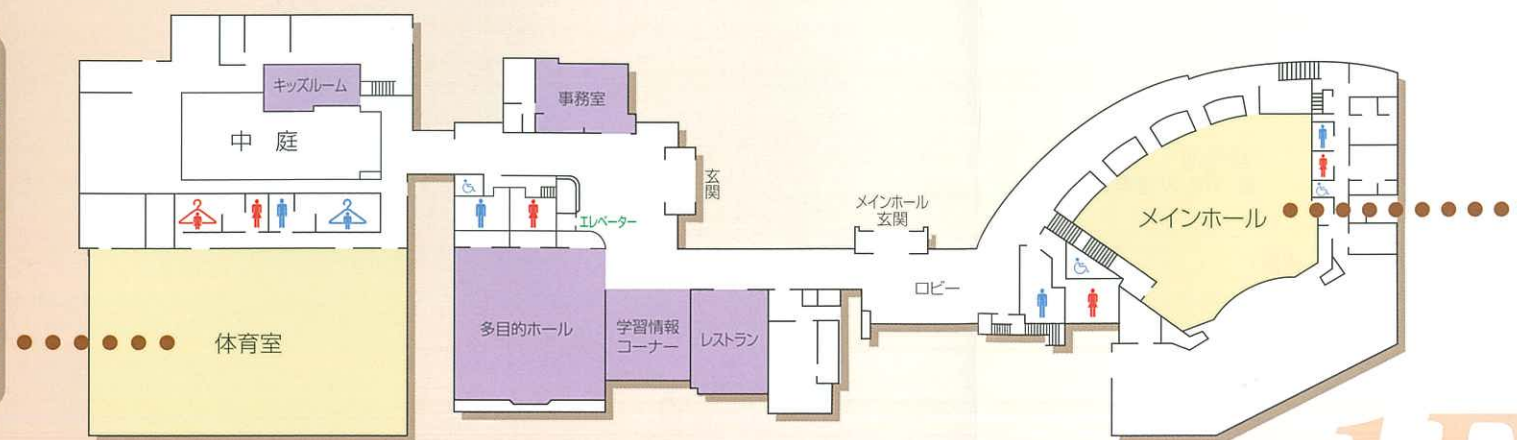 キッズルーム
中 庭
事務室
玄関
エレベーター
メインホール
玄関
メインホール
ロビー
体育室
多目的ホール
学習情報
コーナー
レストラン
1F